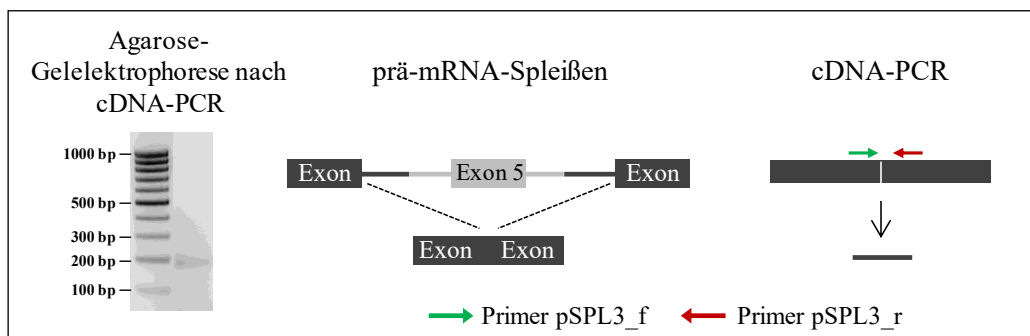 Agarose-
Gelelektrophorese nach
cDNA-PCR
1000 bp
500 bp
300 bp
200 bp
100 bp
prä-mRNA-Spleißen
Exon
Exon 5
Exon
Exon Exon
cDNA-PCR
Primer pSPL3_f
Primer pSPL3_r